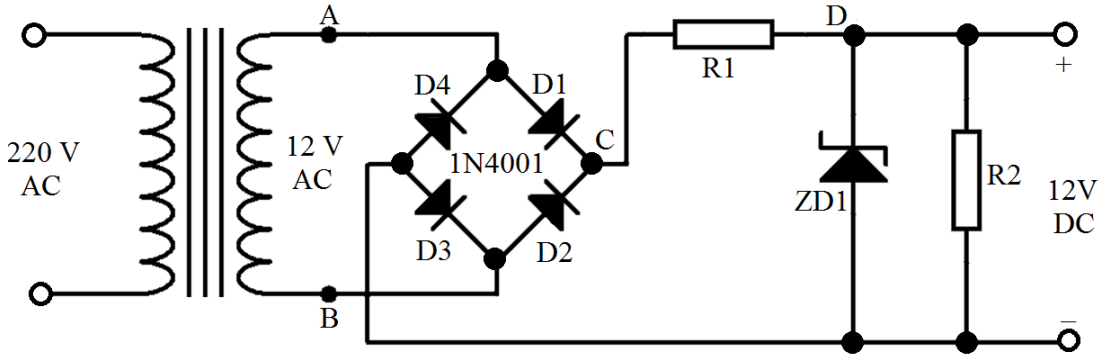 A
D
D4
D1
R1
+
C
220 V
AC
12 V
AC
1N4001
R2
12V
DC
ZD1
D3
D2
B
_